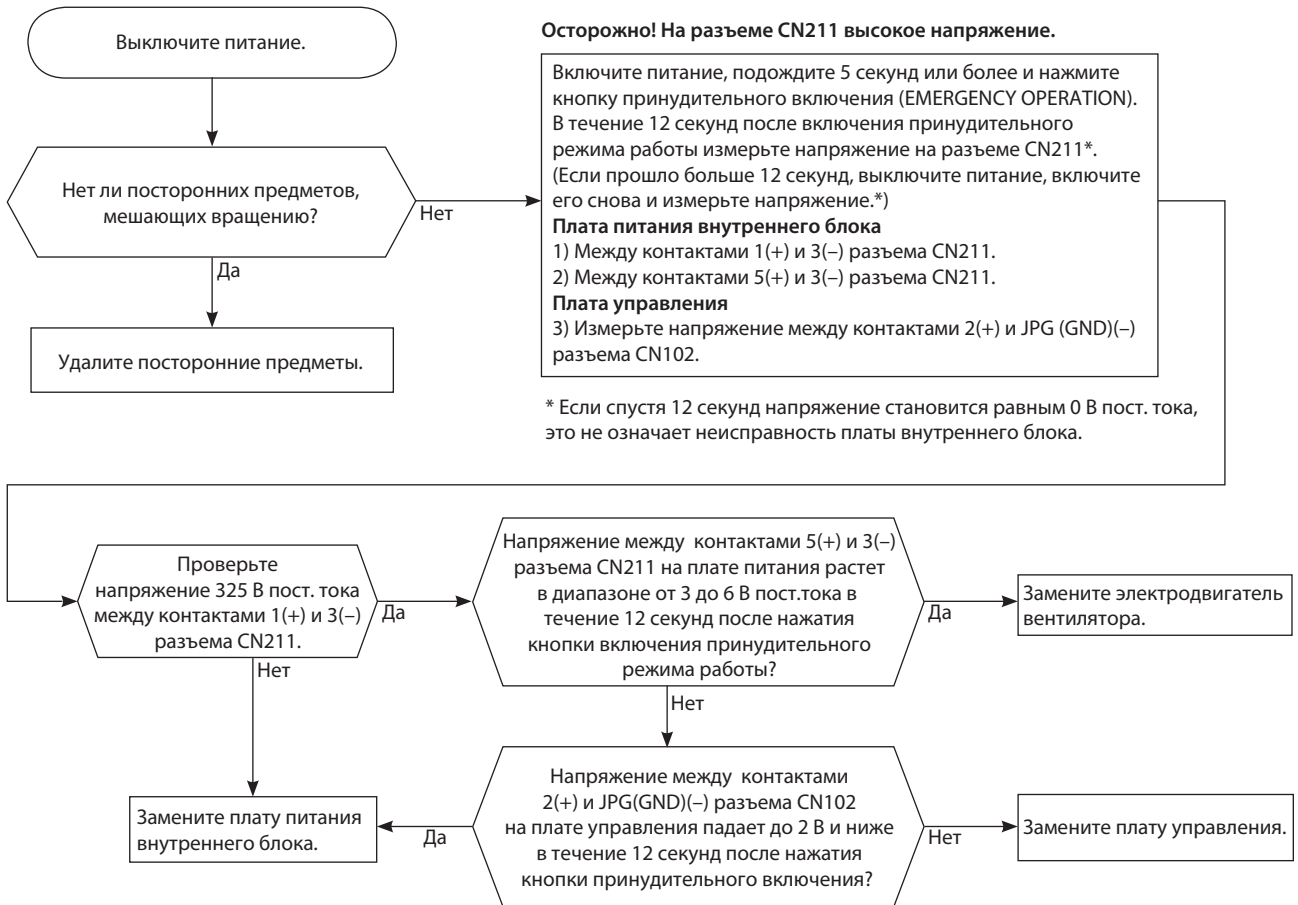 Выключите питание.
Осторожно! На разъеме CN211 высокое напряжение.
Включите питание, подождите 5 секунд или более и нажмите
кнопку принудительного включения (EMERGENCY OPERATION).
В течение 12 секунд после включения принудительного
режима работы измерьте напряжение на разъеме CN211*.
(Если прошло больше 12 секунд, выключите питание, включите
его снова и измерьте напряжение.*)
Плата питания внутреннего блока
1) Между контактами 1(+) и 3(–) разъема CN211.
2) Между контактами 5(+) и 3(–) разъема CN211.
Плата управления
3) Измерьте напряжение между контактами 2(+) и JPG (GND)(–)
разъема CN102.
Нет ли посторонних предметов,
мешающих вращению?
Нет
Да
Удалите посторонние предметы.
* Если спустя 12 секунд напряжение становится равным 0 В пост. тока,
это не означает неисправность платы внутреннего блока.
Проверьте
напряжение 325 В пост. тока
между контактами 1(+) и 3(–)
разъема CN211.
Да
Нет
Напряжение между контактами 5(+) и 3(–)
разъема CN211 на плате питания растет
в диапазоне от 3 до 6 В пост.тока в
течение 12 секунд после нажатия
кнопки включения принудительного
режима работы?
Да
Нет
Замените электродвигатель
вентилятора.
Замените плату питания
внутреннего блока.
Да
Напряжение между контактами
2(+) и JPG(GND)(–) разъема CN102
на плате управления падает до 2 В и ниже
в течение 12 секунд после нажатия
кнопки принудительного включения?
Нет
Замените плату управления.